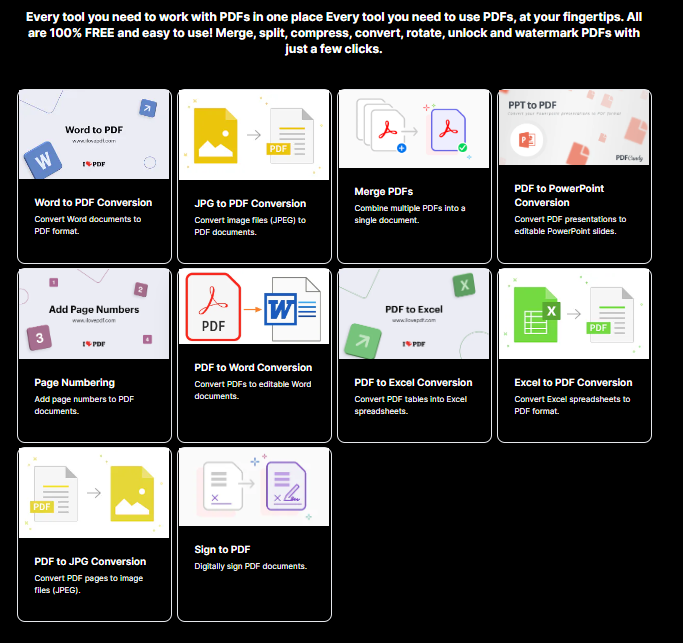 Every tool you need to work with PDFs in one place Every tool you need to use PDFs, at your fingertips. All
are 100% FREE and easy to use! Merge, split, compress, convert, rotate, unlock and watermark PDFs with
just a few clicks.
Word to PDF
www.ilovepdf.com
W
I PDF
Word to PDF Conversion
Convert Word documents to
PDF format.
PDF
JPG to PDF Conversion
Convert image files (JPEG) to
PDF documents.
Merge PDFs
Combine multiple PDFs into a
single document.
PPT to PDF
Convert your PowerPoint presentations to PDF format
P
PDFCandy
PDF to PowerPoint
Conversion
Convert PDF presentations to
editable PowerPoint slides.
1
2
Add Page Numbers
www.ilovepdf.com
3
4
I PDF
Page Numbering
Add page numbers to PDF
documents.
PDF
W
PDF to Word Conversion
Convert PDFs to editable Word
documents.
X
PDF to Excel
www.ilovepdf.com
I PDF
PDF to Excel Conversion
Convert PDF tables into Excel
spreadsheets.
X
PDF
Excel to PDF Conversion
Convert Excel spreadsheets to
PDF format.
PDF
PDF to JPG Conversion
Convert PDF pages to image
files (JPEG).
Sign to PDF
Digitally sign PDF documents.